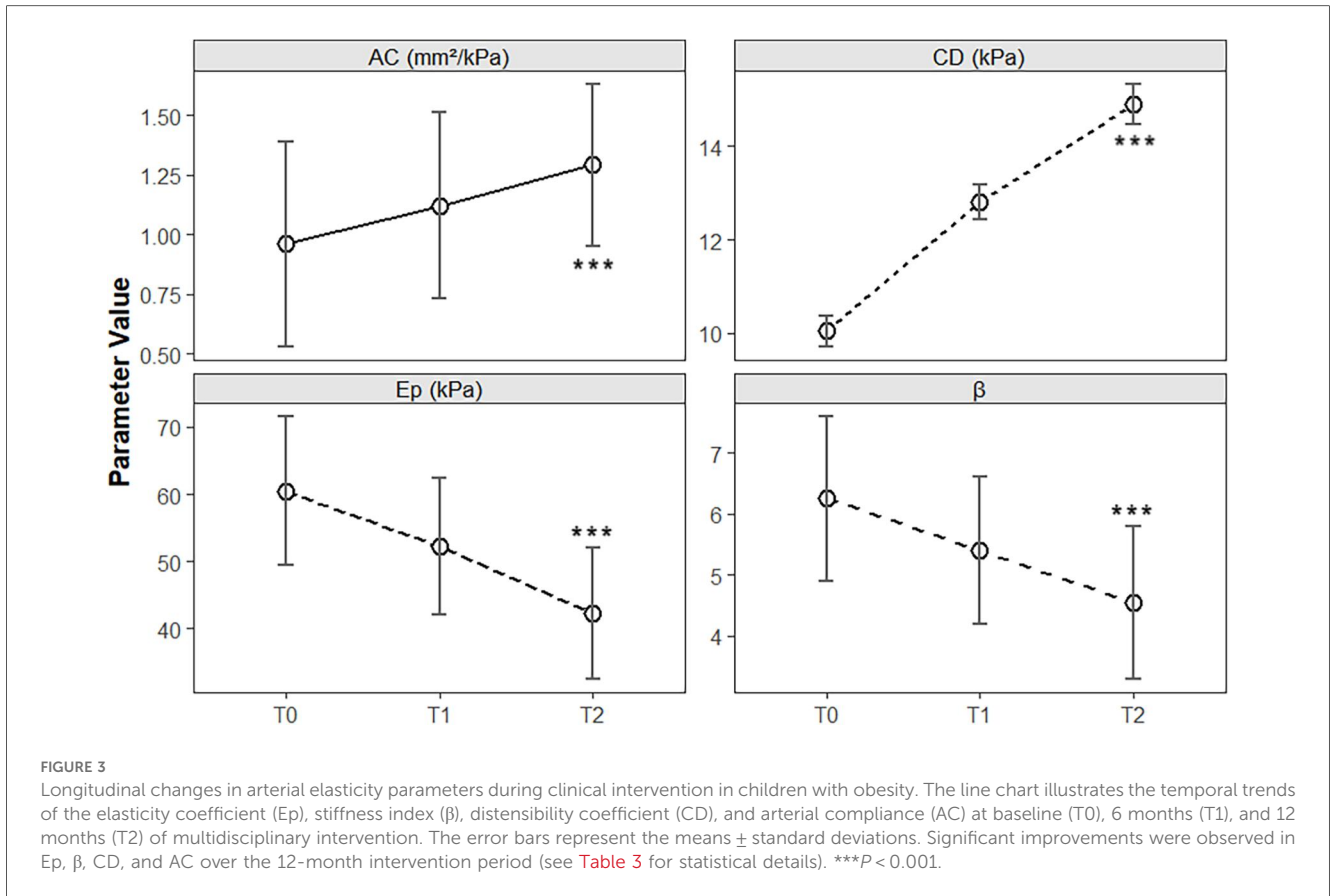 AC (mm²/kPa)
CD (kPa)
Parameter Value
1.50
1.25
1.00
0.75
0.50
***
14
12
10
***
Ep (kPa)
β
70
60
50
40
***
7
6
5
4
***
T0 T1 T2
T0 T1 T2
FIGURE 3
Longitudinal changes in arterial elasticity parameters during clinical intervention in children with obesity. The line chart illustrates the temporal trends
of the elasticity coefficient (Ep), stiffness index (β), distensibility coefficient (CD), and arterial compliance (AC) at baseline (T0), 6 months (T1), and 12
months (T2) of multidisciplinary intervention. The error bars represent the means ± standard deviations. Significant improvements were observed in
Ep, β, CD, and AC over the 12-month intervention period (see Table 3 for statistical details). ***P < 0.001.